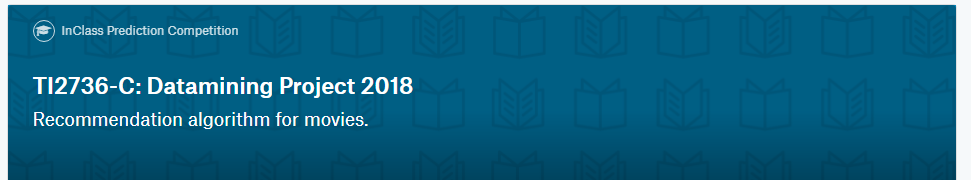 InClass Prediction Competition
TI2736-C: Datamining Project 2018
Recommendation algorithm for movies.